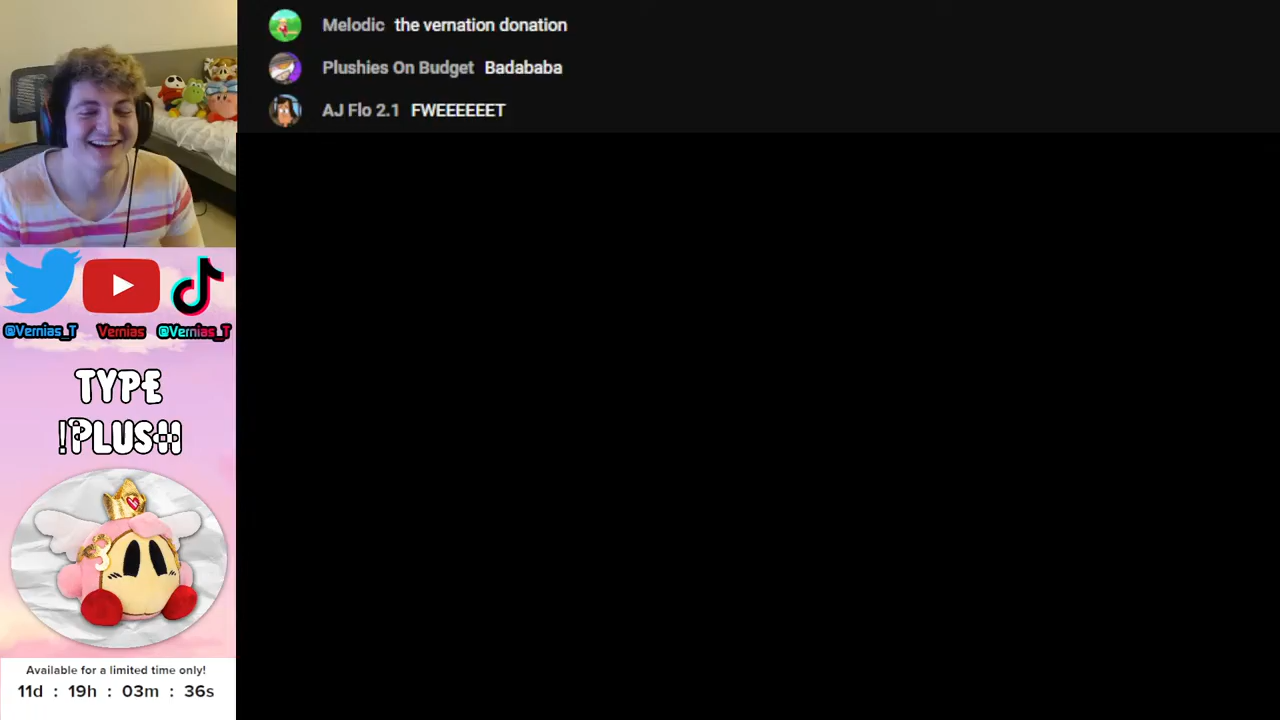 Melodic the vernation donation
Plushies On Budget Badababa
AJ Flo 2.1 FWEEEEEET
@Vernias_T Vernias @Vernias_T
TYPE
!PLUSH
Available for a limited time only!
11d : 19h : 03m : 36s